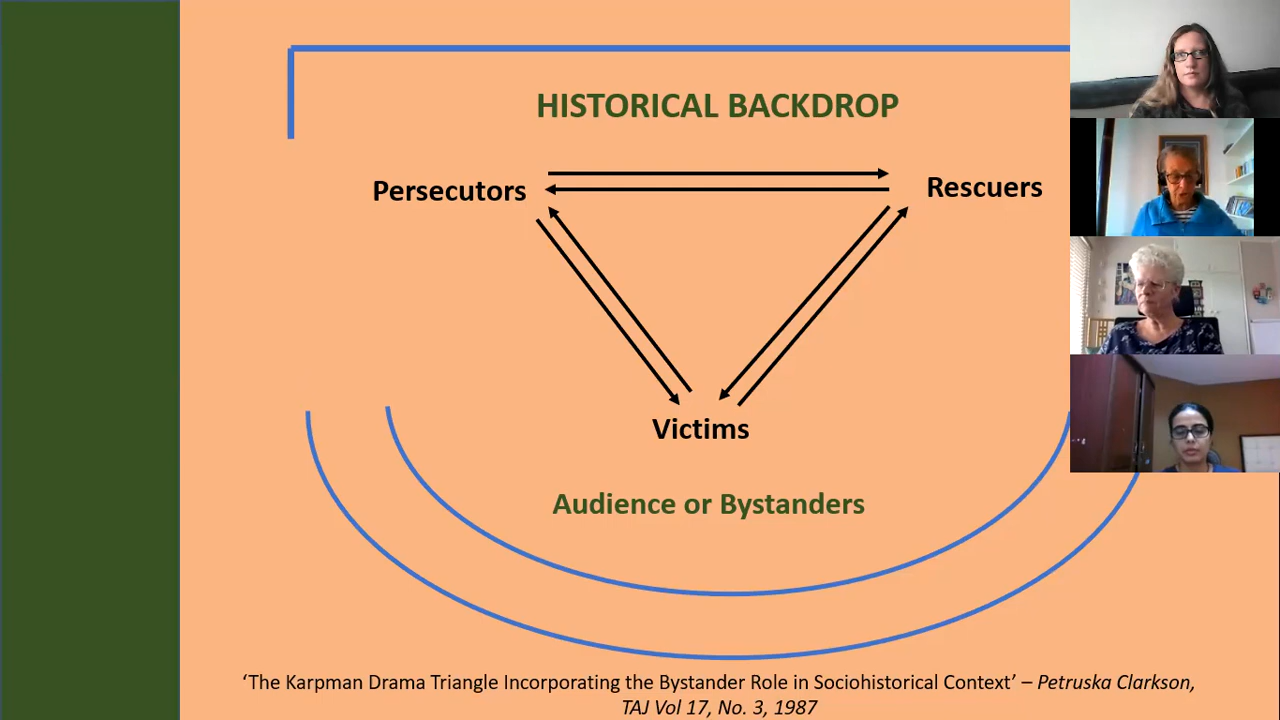 HISTORICAL BACKDROP
Persecutors
Rescuers
Victims
Audience or Bystanders
‘The Karpman Drama Triangle Incorporating the Bystander Role in Sociohistorical Context’ – Petruska Clarkson,
TAJ Vol 17, No. 3, 1987